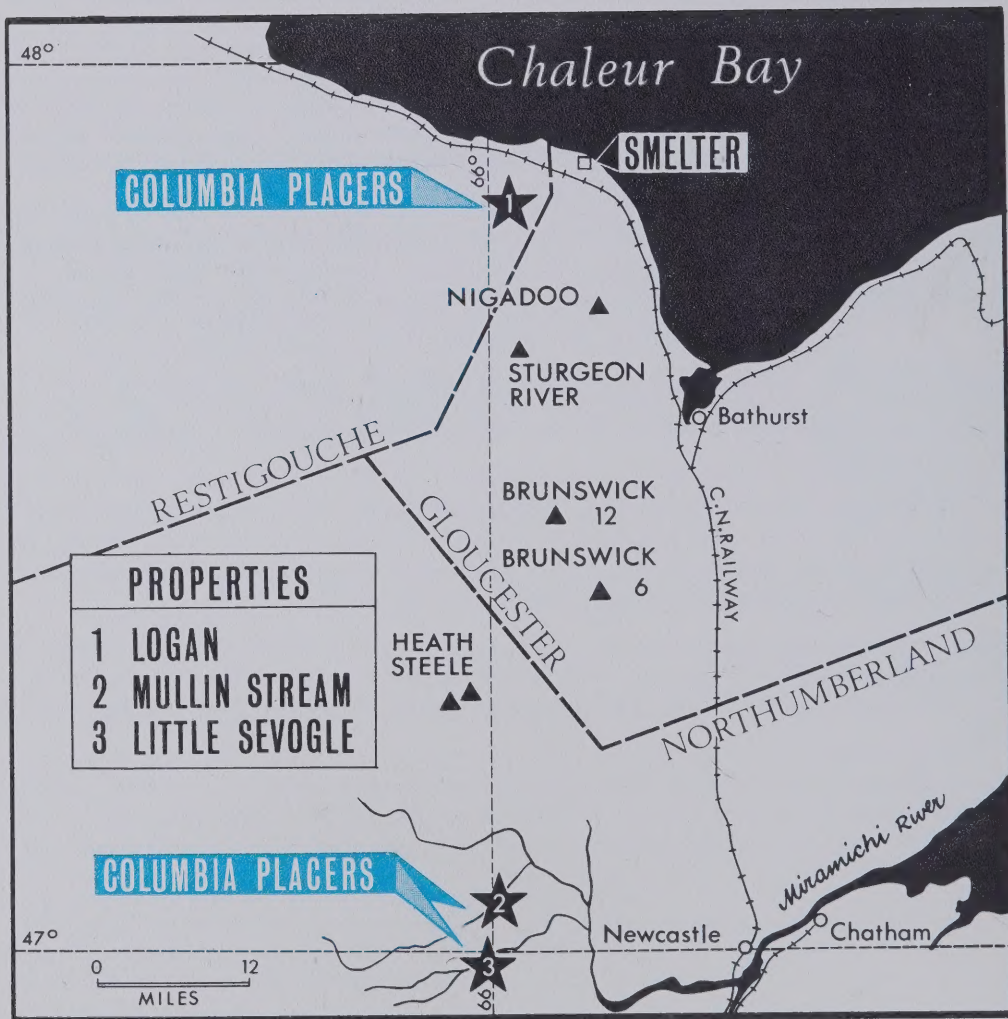 48°
Chaleur Bay
SMELTER
66°
COLUMBIA PLACERS
1
NIGADOO
STURGEON
RIVER
Bathurst
RESTIGOUCHE
GLOUCESTER
BRUNSWICK
12
C.N.RAILWAY
BRUNSWICK
6
PROPERTIES
1 LOGAN
2 MULLIN STREAM
3 LITTLE SEVOGLE
HEATH
STEELE
NORTHUMBERLAND
COLUMBIA PLACERS
2
Miramichi River
47°
Newcastle
Chatham
3
0 12
MILES
66